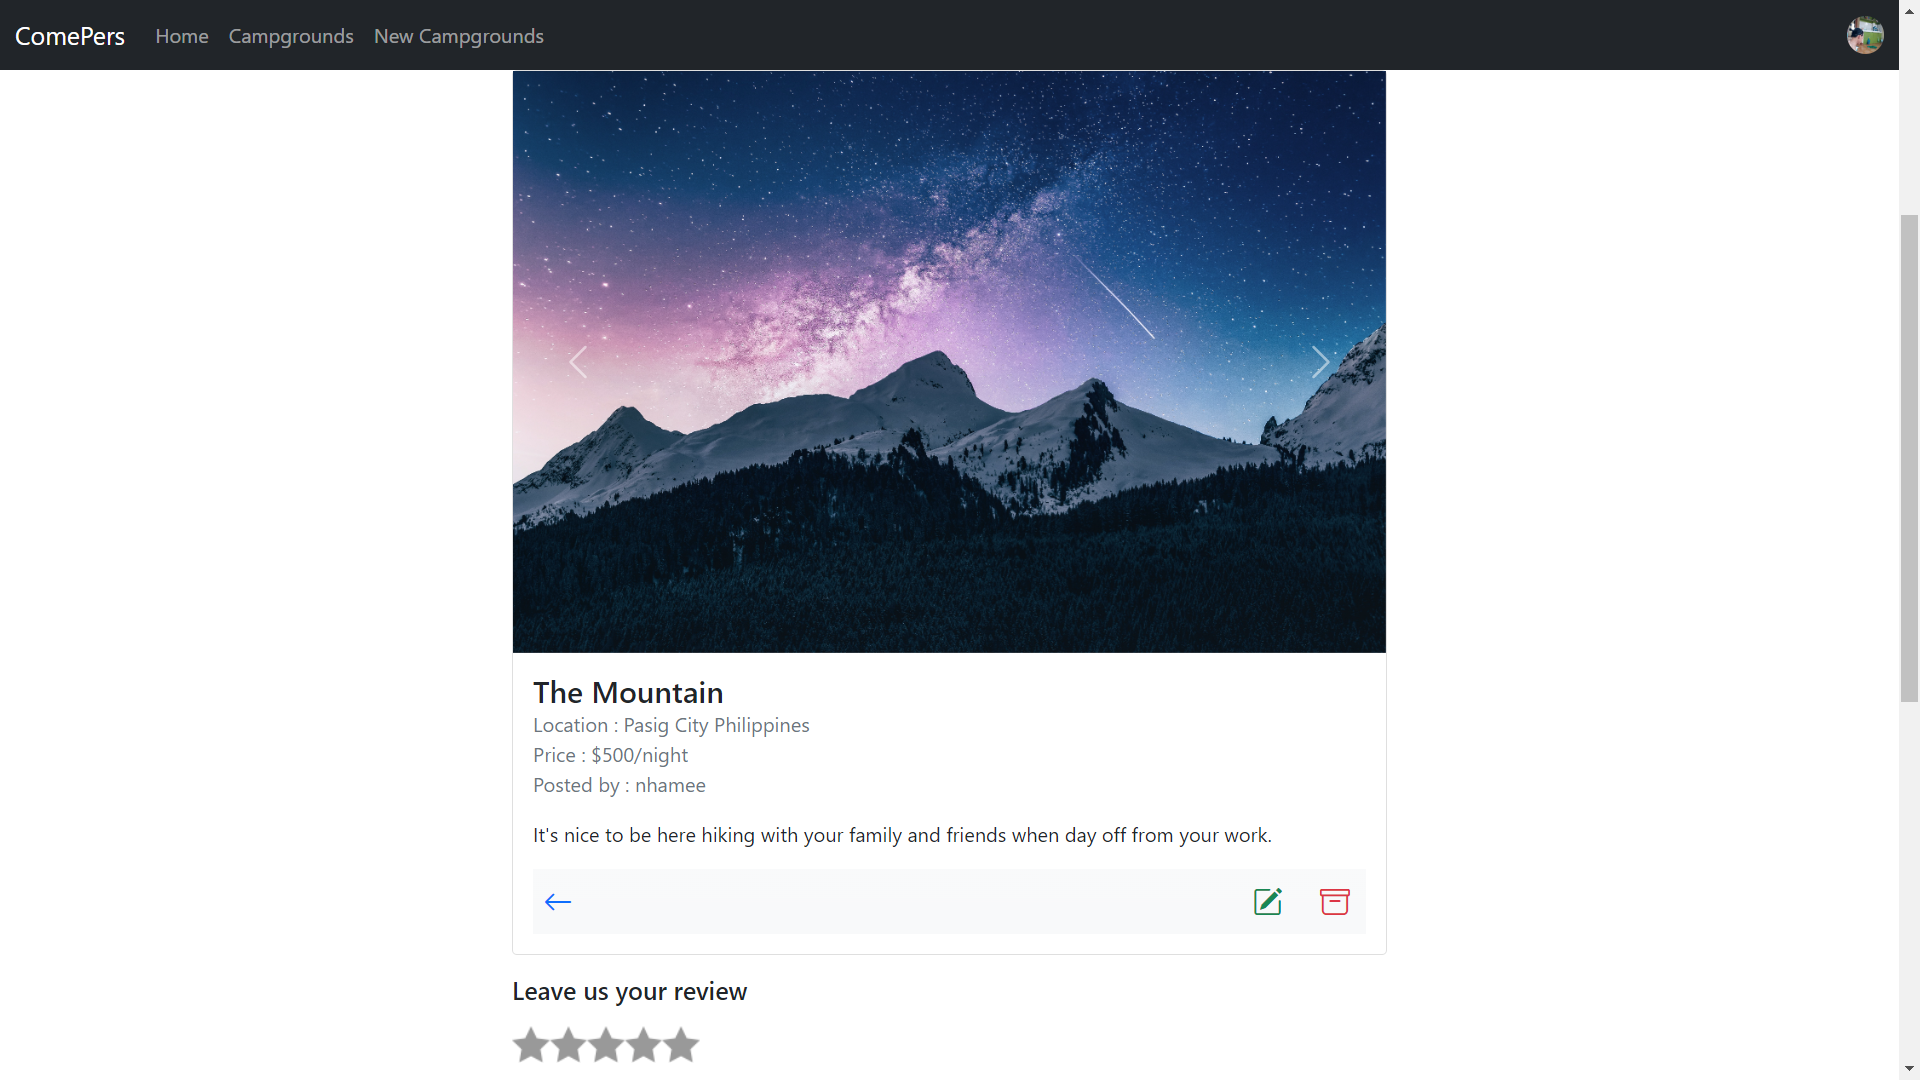 ComePers Home Campgrounds New Campgrounds
The Mountain
Location : Pasig City Philippines
Price : $500/night
Posted by : nhamee
It's nice to be here hiking with your family and friends when day off from your work.
Leave us your review